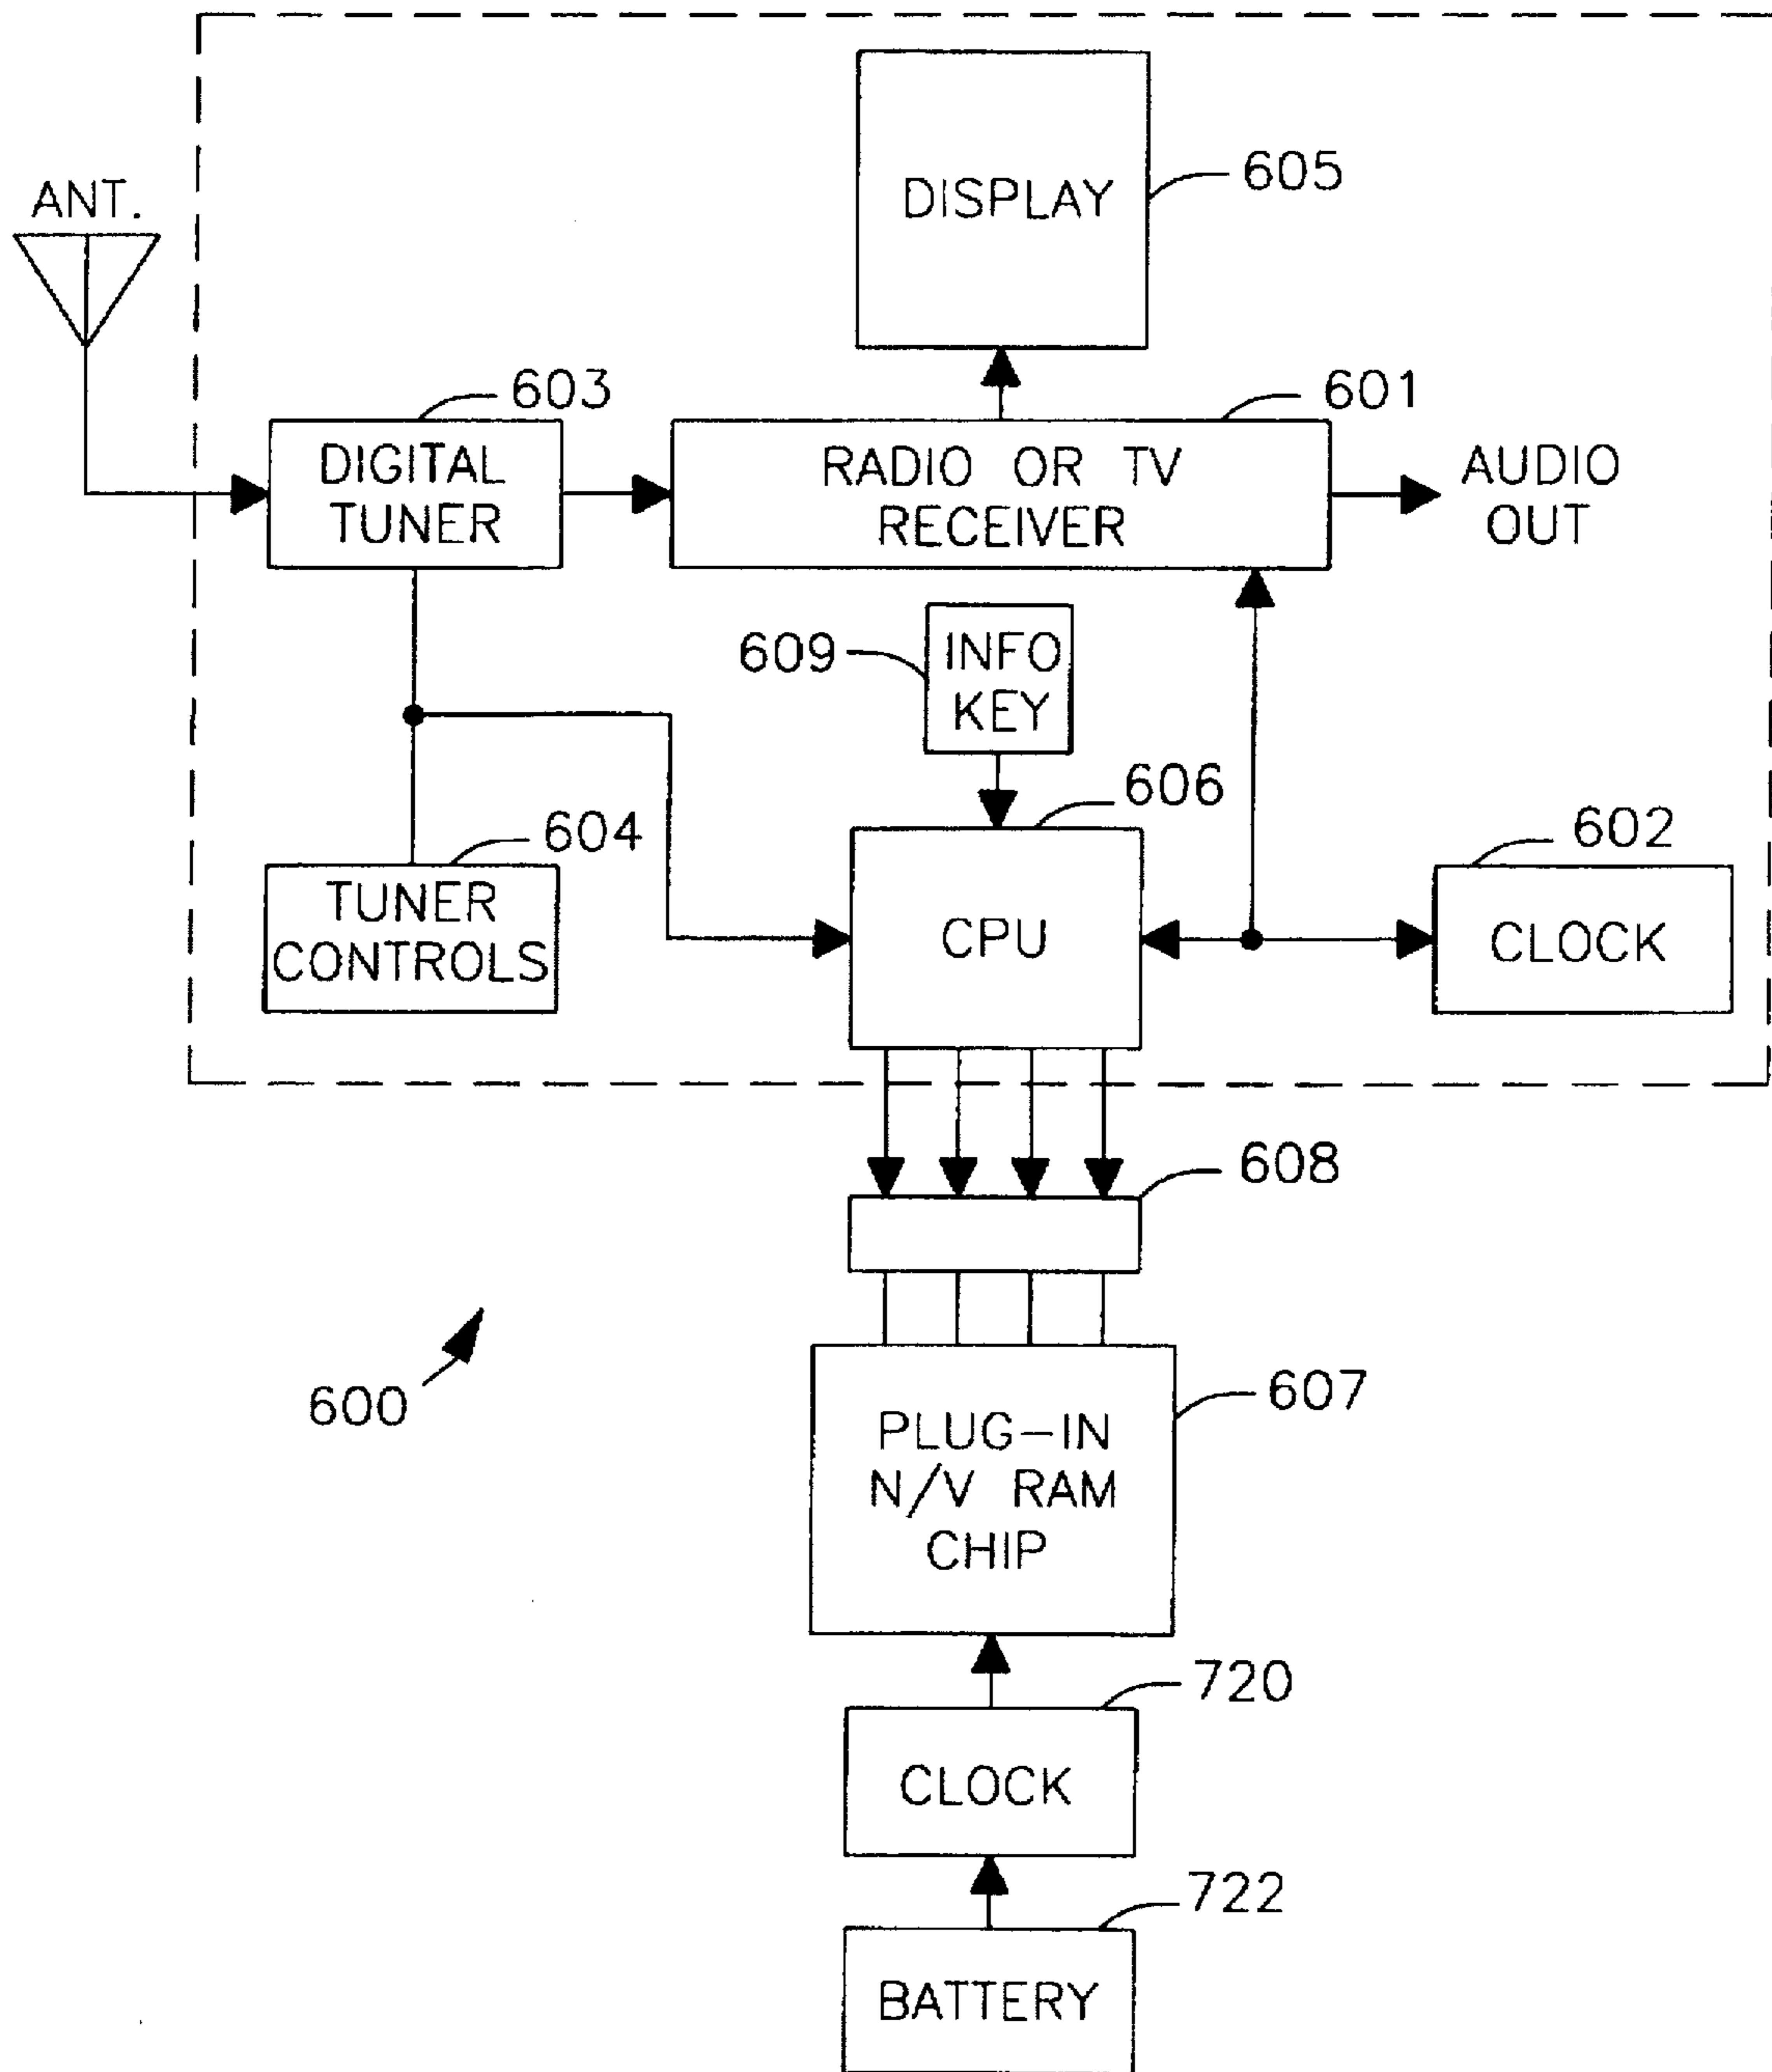 DISPLAY
605
ANT.
603
601
DIGITAL
TUNER
RADIO OR TV
RECEIVER
AUDIO
OUT
609
INFO
KEY
606
604
602
TUNER
CONTROLS
CPU
CLOCK
608
600
607
PLUG-IN
N/V RAM
CHIP
720
CLOCK
722
BATTERY